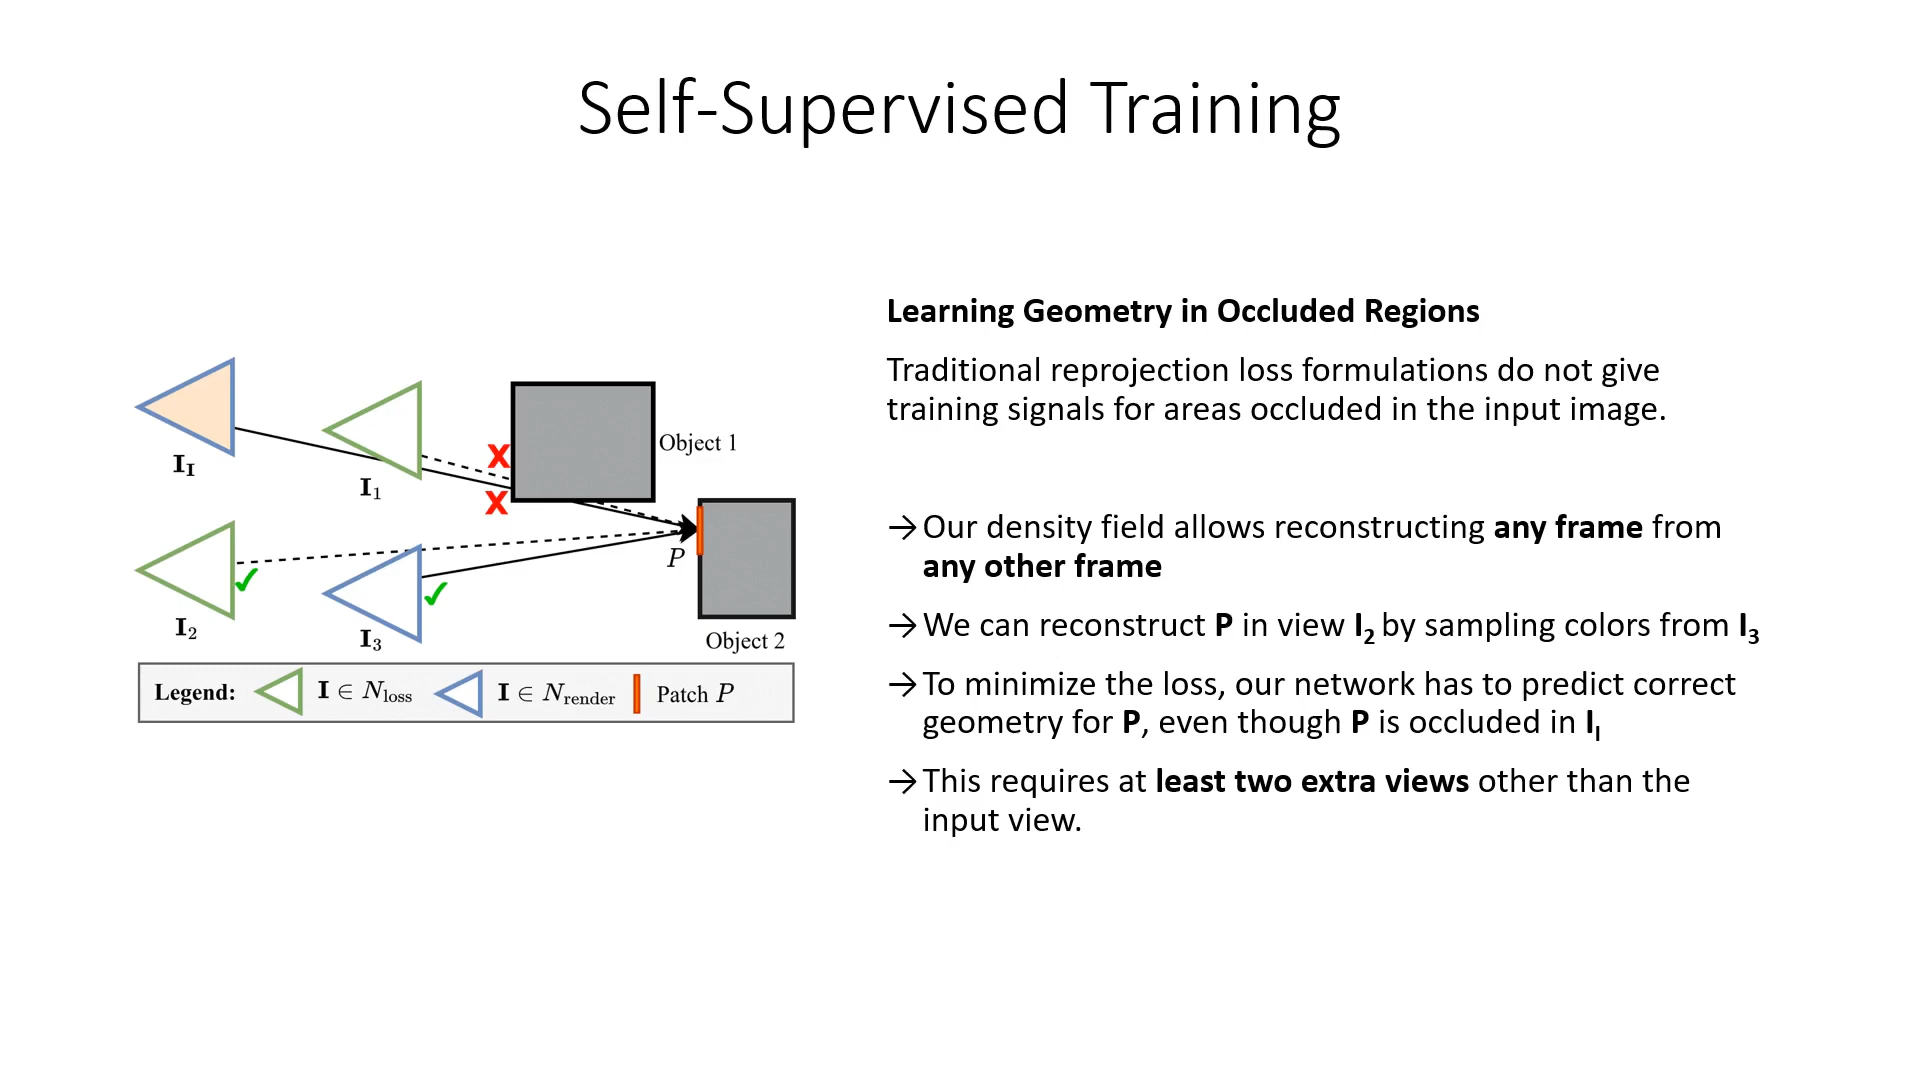 Self-Supervised Training
Learning Geometry in Occluded Regions
Traditional reprojection loss formulations do not give
training signals for areas occluded in the input image.
→ Our density field allows reconstructing any frame from
any other frame
→ We can reconstruct P in view I₂ by sampling colors from I₃
→ To minimize the loss, our network has to predict correct
geometry for P, even though P is occluded in Iᵢ
→ This requires at least two extra views other than the
input view.
I_I
I₁
X
X
Object 1
P
I₂
✓
I₃
✓
Object 2
Legend: I ∈ N_loss I ∈ N_render Patch P